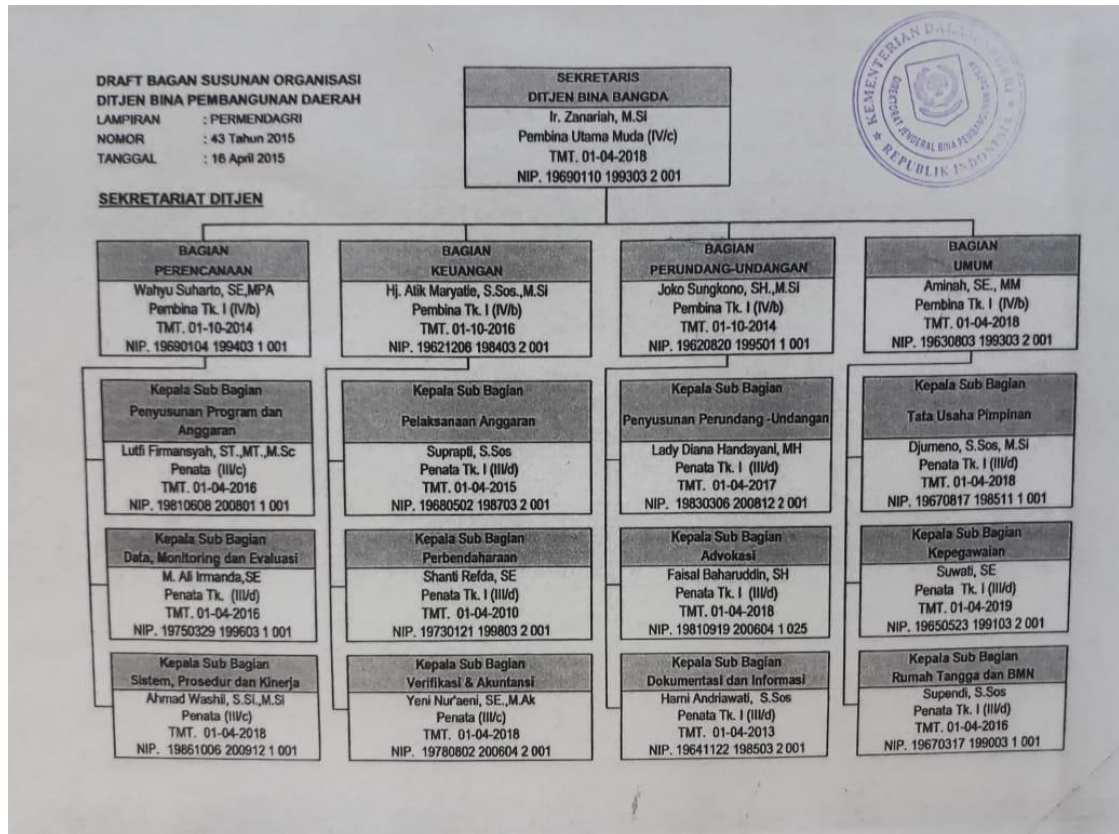 DRAFT BAGAN SUSUNAN ORGANISASI
DITJEN BINA PEMBANGUNAN DAERAH
LAMPIRAN : PERMENDAGRI
NOMOR : 43 Tahun 2015
TANGGAL : 16 April 2015
SEKRETARIAT DITJEN
SEKRETARIS
DITJEN BINA BANGDA
Ir. Zanariah, M.Si
Pembina Utama Muda (IV/c)
TMT. 01-04-2018
NIP. 19690110 199303 2 001
KEMENTERIAN DALAM NEGERI
REPUBLIK INDONESIA
DIREKTORAT JENDERAL BINA PEMBANGUNAN DAERAH
BAGIAN
PERENCANAAN
Wahyu Suharto, SE,MPA
Pembina Tk. I (IV/b)
TMT. 01-10-2014
NIP. 19690104 199403 1 001
Kepala Sub Bagian
Penyusunan Program dan
Anggaran
Lutfi Firmansyah, ST.,MT.,M.Sc
Penata (III/c)
TMT. 01-04-2016
NIP. 19810608 200801 1 001
Kepala Sub Bagian
Data, Monitoring dan Evaluasi
M. Ali Irmanda,SE
Penata Tk. (III/d)
TMT. 01-04-2016
NIP. 19750329 199603 1 001
Kepala Sub Bagian
Sistem, Prosedur dan Kinerja
Ahmad Washil, S.Si.,M.Si
Penata (III/c)
TMT. 01-04-2018
NIP. 19861006 200912 1 001
BAGIAN
KEUANGAN
Hj. Atik Maryatie, S.Sos.,M.Si
Pembina Tk. I (IV/b)
TMT. 01-10-2016
NIP. 19621206 198403 2 001
Kepala Sub Bagian
Pelaksanaan Anggaran
Suprapti, S.Sos
Penata Tk. I (III/d)
TMT. 01-04-2015
NIP. 19680502 198703 2 001
Kepala Sub Bagian
Perbendaharaan
Shanti Refda, SE
Penata Tk. I (III/d)
TMT. 01-04-2010
NIP. 19730121 199803 2 001
Kepala Sub Bagian
Verifikasi & Akuntansi
Yeni Nur'aeni, SE.,M.Ak
Penata (III/c)
TMT. 01-04-2018
NIP. 19780802 200604 2 001
BAGIAN
PERUNDANG-UNDANGAN
Joko Sungkono, SH.,M.Si
Pembina Tk. I (IV/b)
TMT. 01-10-2014
NIP. 19620820 199501 1 001
Kepala Sub Bagian
Penyusunan Perundang -Undangan
Lady Diana Handayani, MH
Penata Tk. I (III/d)
TMT. 01-04-2017
NIP. 19830306 200812 2 001
Kepala Sub Bagian
Advokasi
Faisal Baharuddin, SH
Penata Tk. I (III/d)
TMT. 01-04-2018
NIP. 19810919 200604 1 025
Kepala Sub Bagian
Dokumentasi dan Informasi
Harni Andriawati, S.Sos
Penata Tk. I (III/d)
TMT. 01-04-2013
NIP. 19641122 198503 2 001
BAGIAN
UMUM
Aminah, SE., MM
Pembina Tk. I (IV/b)
TMT. 01-04-2018
NIP. 19630803 199303 2 001
Kepala Sub Bagian
Tata Usaha Pimpinan
Djumeno, S.Sos, M.Si
Penata Tk. I (III/d)
TMT. 01-04-2018
NIP. 19670817 198511 1 001
Kepala Sub Bagian
Kepegawaian
Suwati, SE
Penata Tk. I (III/d)
TMT. 01-04-2019
NIP. 19650523 199103 2 001
Kepala Sub Bagian
Rumah Tangga dan BMN
Supendi, S.Sos
Penata Tk. I (III/d)
TMT. 01-04-2016
NIP. 19670317 199003 1 001